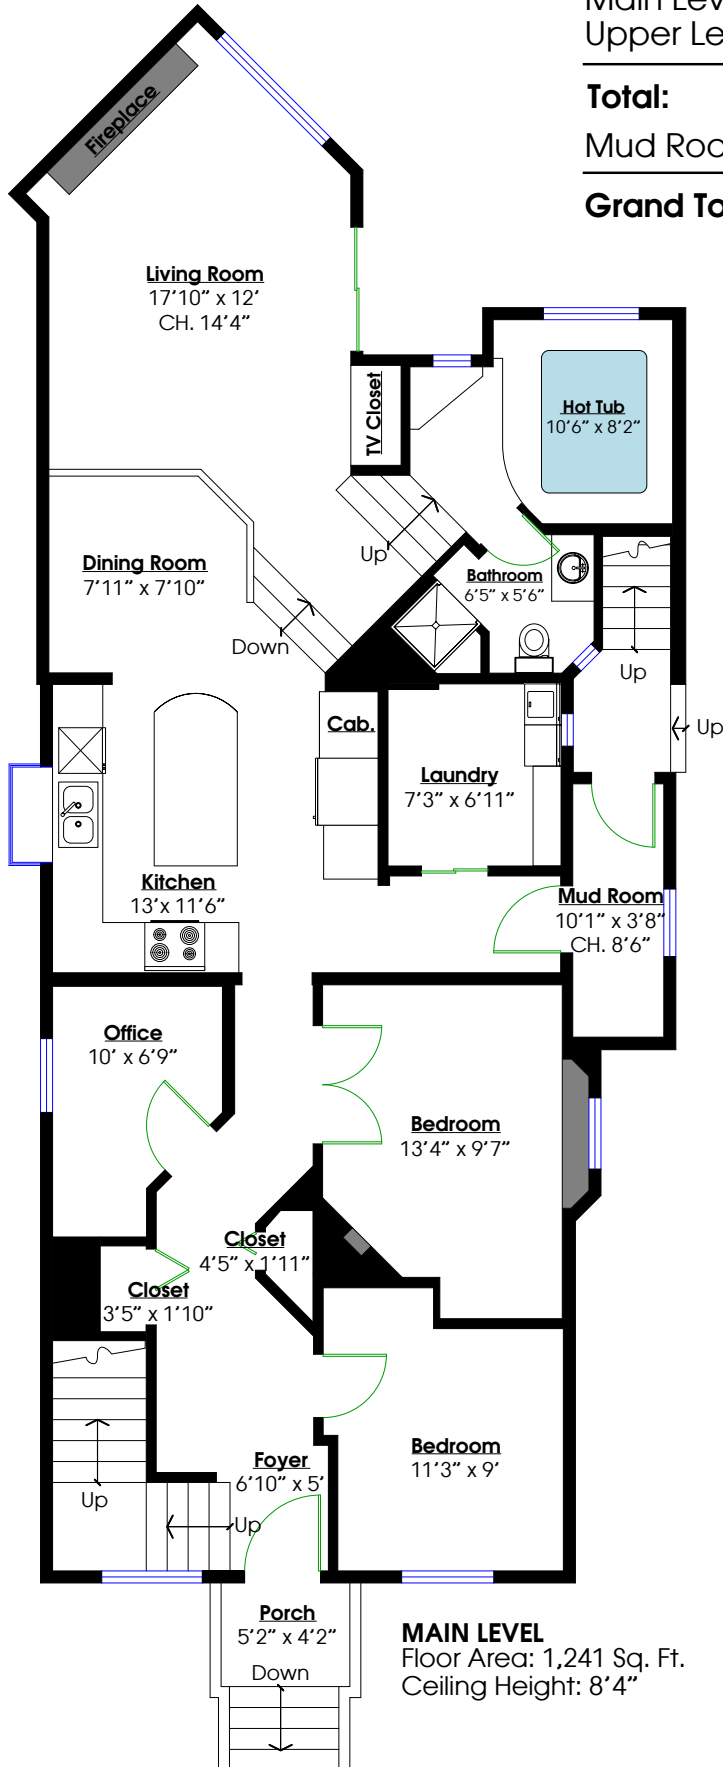 Main Lev
Upper Le
Total:
Mud Roo
Grand To
Fireplace
Living Room
17'10" x 12'
CH. 14'4"
TV Closet
Hot Tub
10'6" x 8'2"
Up
Dining Room
7'11" x 7'10"
Down
Bathroom
6'5" x 5'6"
Up
Up
Cab.
Laundry
7'3" x 6'11"
Kitchen
13'x 11'6"
Mud Room
10'1" x 3'8"
CH. 8'6"
Office
10' x 6'9"
Bedroom
13'4" x 9'7"
Closet
4'5" x 1'11"
Closet
3'5" x 1'10"
Foyer
6'10" x 5'
Bedroom
11'3" x 9'
Up
Up
Porch
5'2" x 4'2"
Down
MAIN LEVEL
Floor Area: 1,241 Sq. Ft.
Ceiling Height: 8'4"